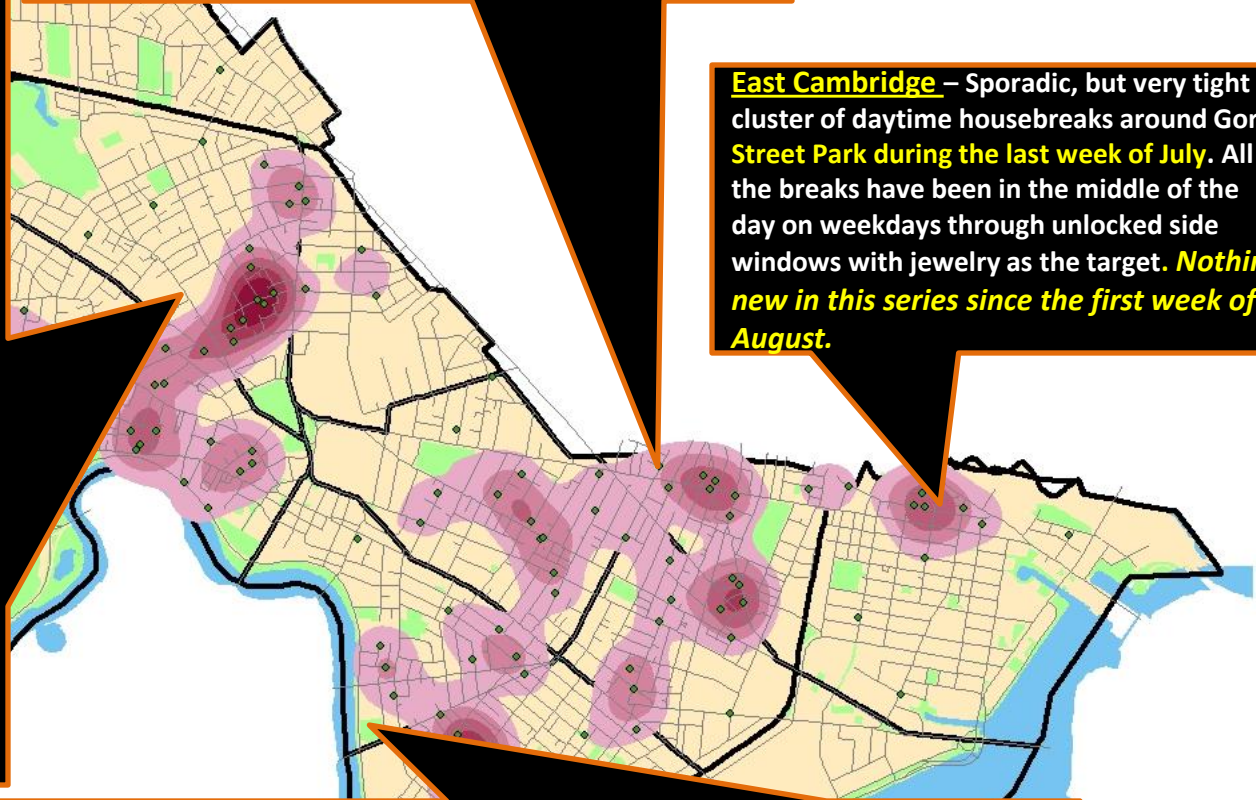 East Cambridge – Sporadic, but very tight
cluster of daytime housebreaks around
Street Park during the last week of July. All
the breaks have been in the middle of the
day on weekdays through unlocked side
windows with jewelry as the target.
new in this series since the first week of
August.